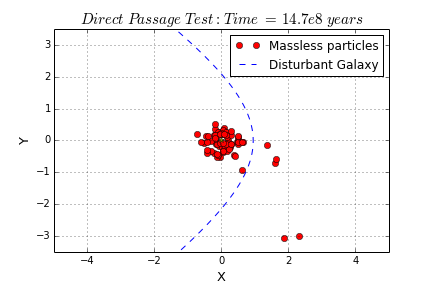 Direct Passage Test : Time = 14.7e8 years
Massless particles
Disturbant Galaxy
3
2
1
0
−1
−2
−3
Y
−4
−2
0
2
4
X